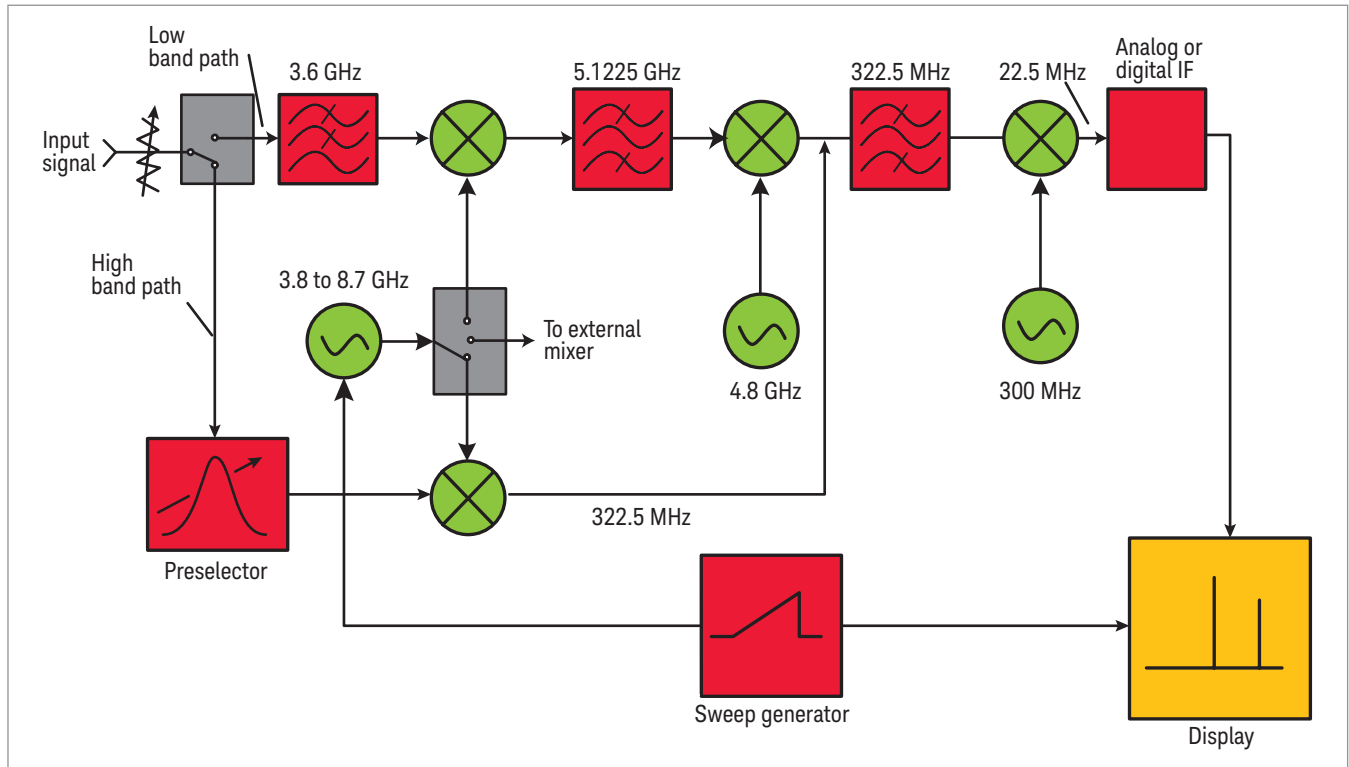 Low
band path
3.6 GHz
5.1225 GHz
322.5 MHz
22.5 MHz
Analog or
digital IF
Input
signal
High
band path
3.8 to 8.7 GHz
To external
mixer
4.8 GHz
300 MHz
322.5 MHz
Preselector
Sweep generator
Display